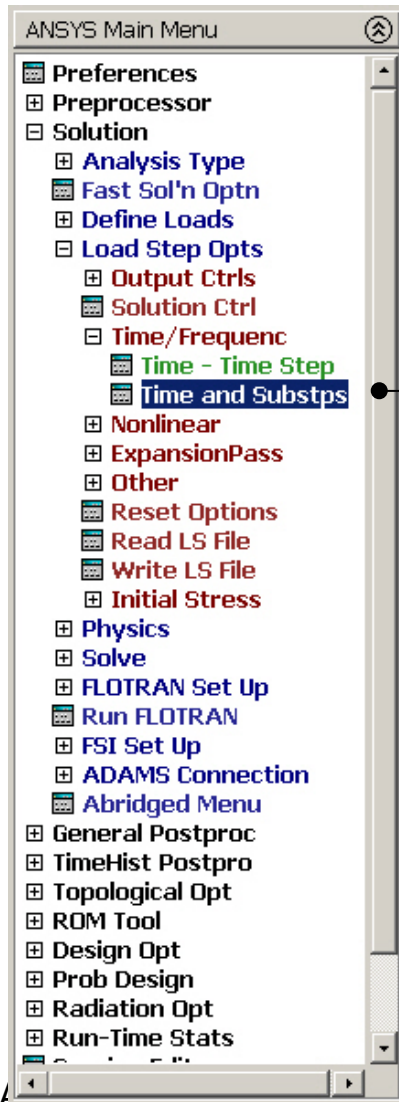 ANSYS Main Menu
Preferences
Preprocessor
Solution
Analysis Type
Fast Sol'n Optn
Define Loads
Load Step Opts
Output Ctrls
Solution Ctrl
Time/Frequenc
Time - Time Step
Time and Substps
Nonlinear
ExpansionPass
Other
Reset Options
Read LS File
Write LS File
Initial Stress
Physics
Solve
FLOTRAN Set Up
Run FLOTRAN
FSI Set Up
ADAMS Connection
Abridged Menu
General Postproc
TimeHist Postpro
Topological Opt
ROM Tool
Design Opt
Prob Design
Radiation Opt
Run-Time Stats